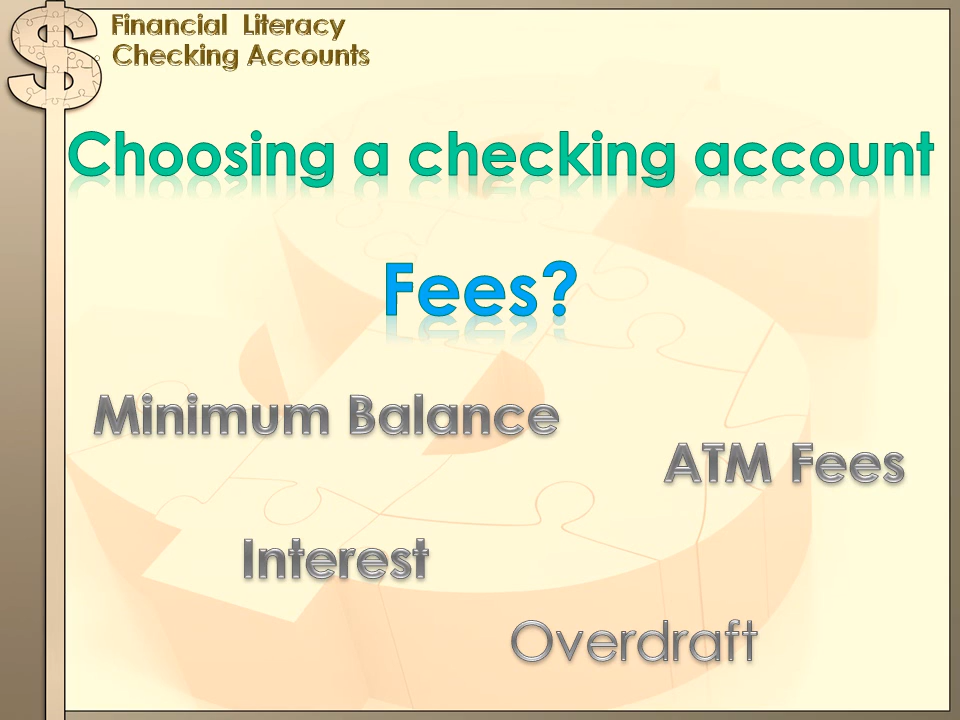 Financial Literacy
Checking Accounts
Choosing a checking account
Fees?
Minimum Balance
ATM Fees
Interest
Overdraft